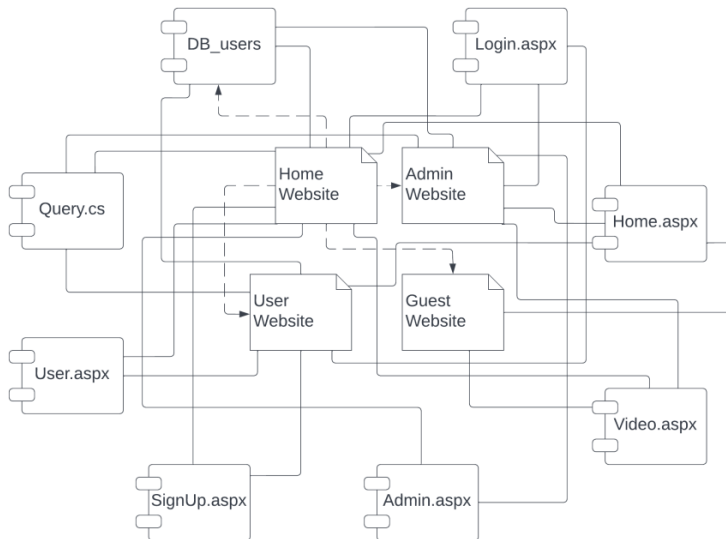 DB_users
Login.aspx
Home
Website
Admin
Website
Query.cs
Home.aspx
User
Website
Guest
Website
User.aspx
Video.aspx
SignUp.aspx
Admin.aspx